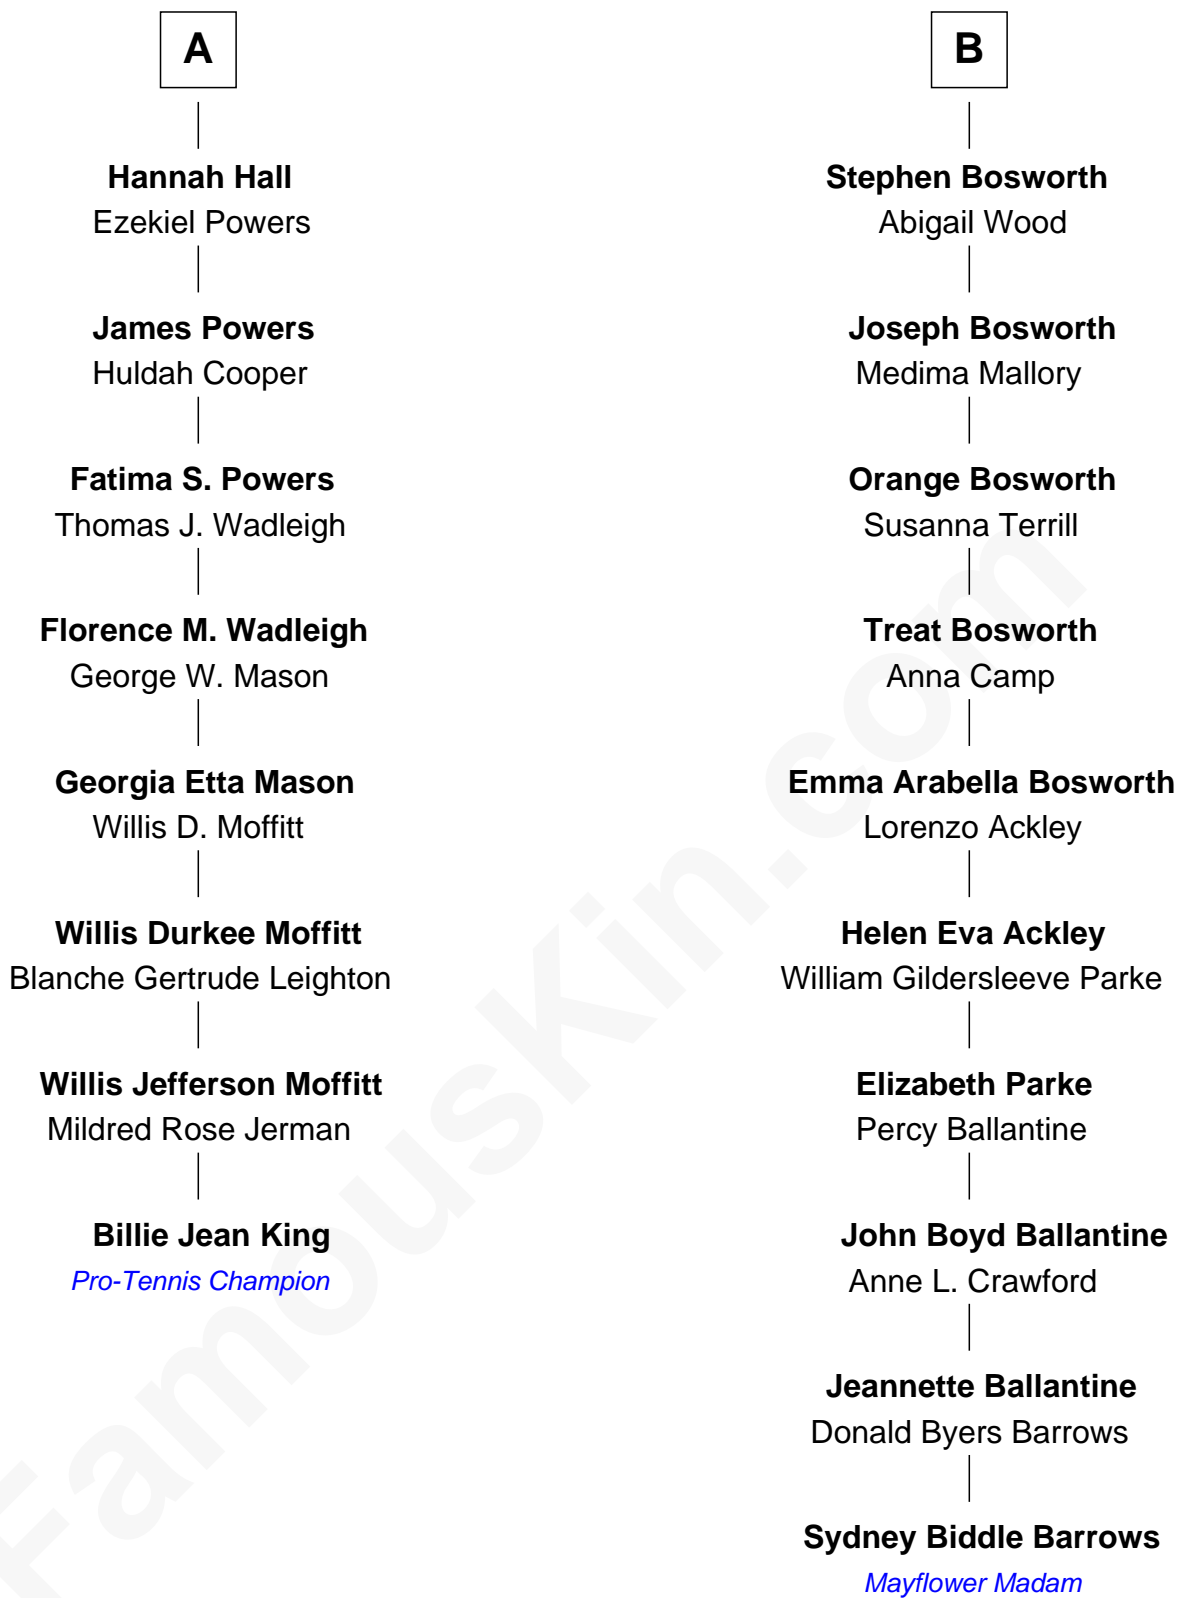 A
Hannah Hall
Ezekiel Powers
James Powers
Huldah Cooper
Fatima S. Powers
Thomas J. Wadleigh
Florence M. Wadleigh
George W. Mason
Georgia Etta Mason
Willis D. Moffitt
Willis Durkee Moffitt
Blanche Gertrude Leighton
Willis Jefferson Moffitt
Mildred Rose Jerman
Billie Jean King
Pro-Tennis Champion
B
Stephen Bosworth
Abigail Wood
Joseph Bosworth
Medima Mallory
Orange Bosworth
Susanna Terrill
Treat Bosworth
Anna Camp
Emma Arabella Bosworth
Lorenzo Ackley
Helen Eva Ackley
William Gildersleeve Parke
Elizabeth Parke
Percy Ballantine
John Boyd Ballantine
Anne L. Crawford
Jeannette Ballantine
Donald Byers Barrows
Sydney Biddle Barrows
Mayflower Madam
FamousKin.com